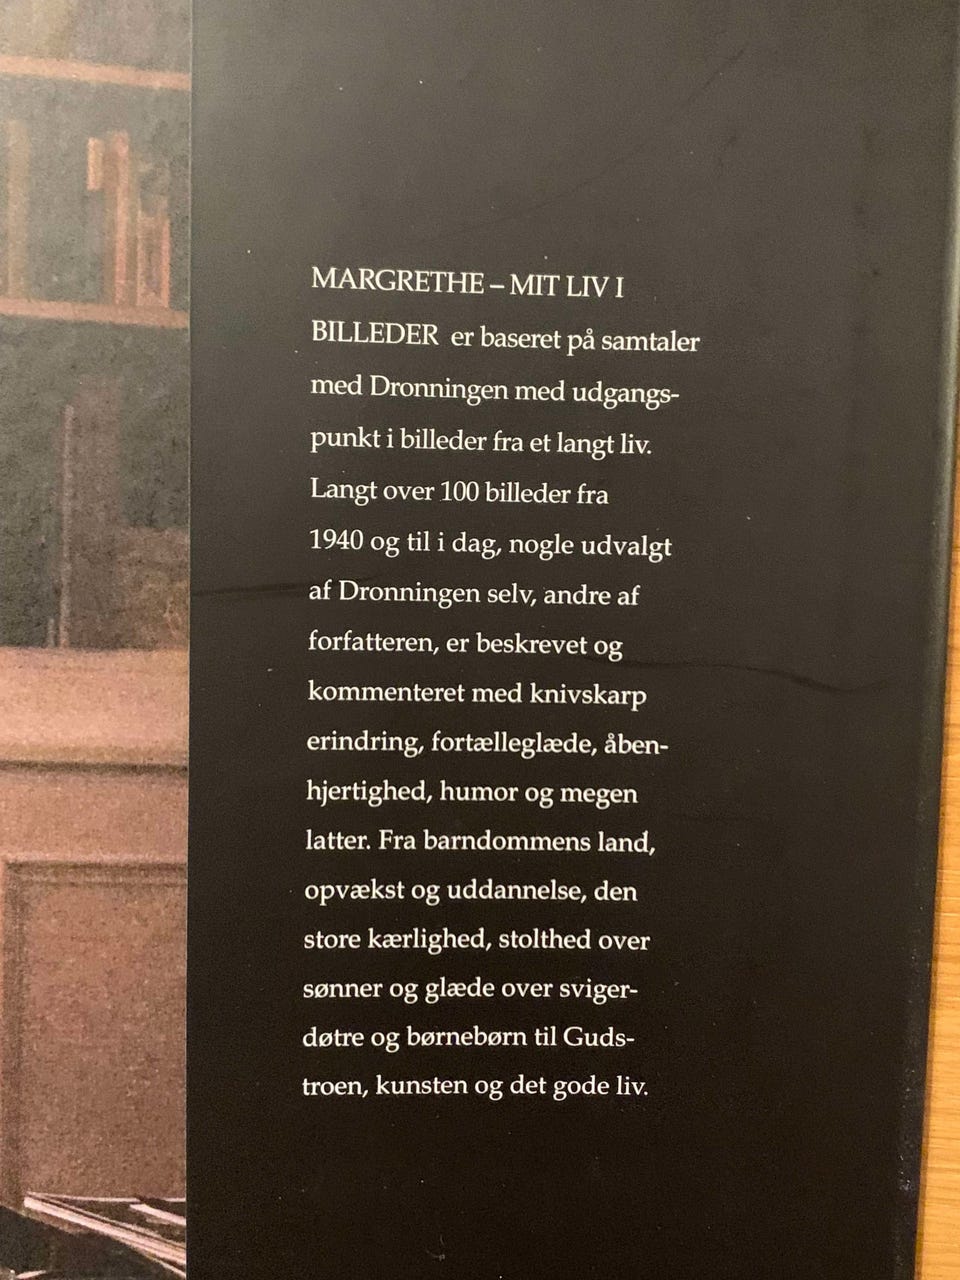 MARGRETHE – MIT LIV I
BILLEDER er baseret på samtaler
med Dronningen med udgangs-
punkt i billeder fra et langt liv.
Langt over 100 billeder fra
1940 og til i dag, nogle udvalgt
af Dronningen selv, andre af
forfatteren, er beskrevet og
kommenteret med knivskarp
erindring, fortælleglæde, åben-
hjertighed, humor og megen
latter. Fra barndommens land,
opvækst og uddannelse, den
store kærlighed, stolthed over
sønner og glæde over sviger-
døtre og børnebørn til Guds-
troen, kunsten og det gode liv.